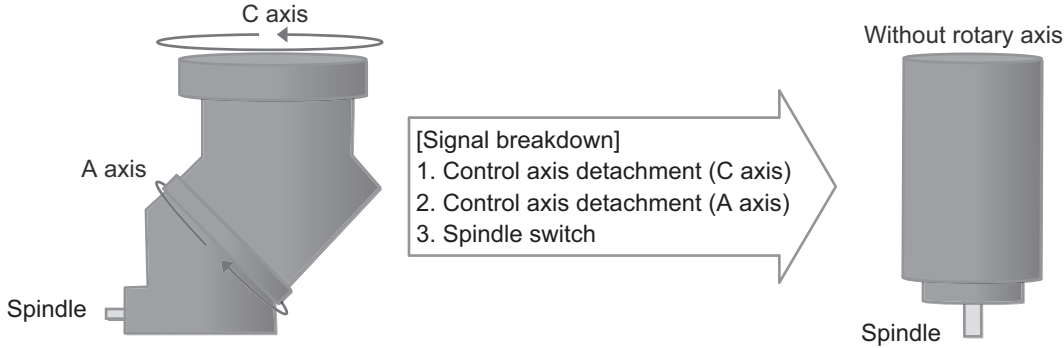 C axis
A axis
Spindle
[Signal breakdown]
1. Control axis detachment (C axis)
2. Control axis detachment (A axis)
3. Spindle switch
Without rotary axis
Spindle